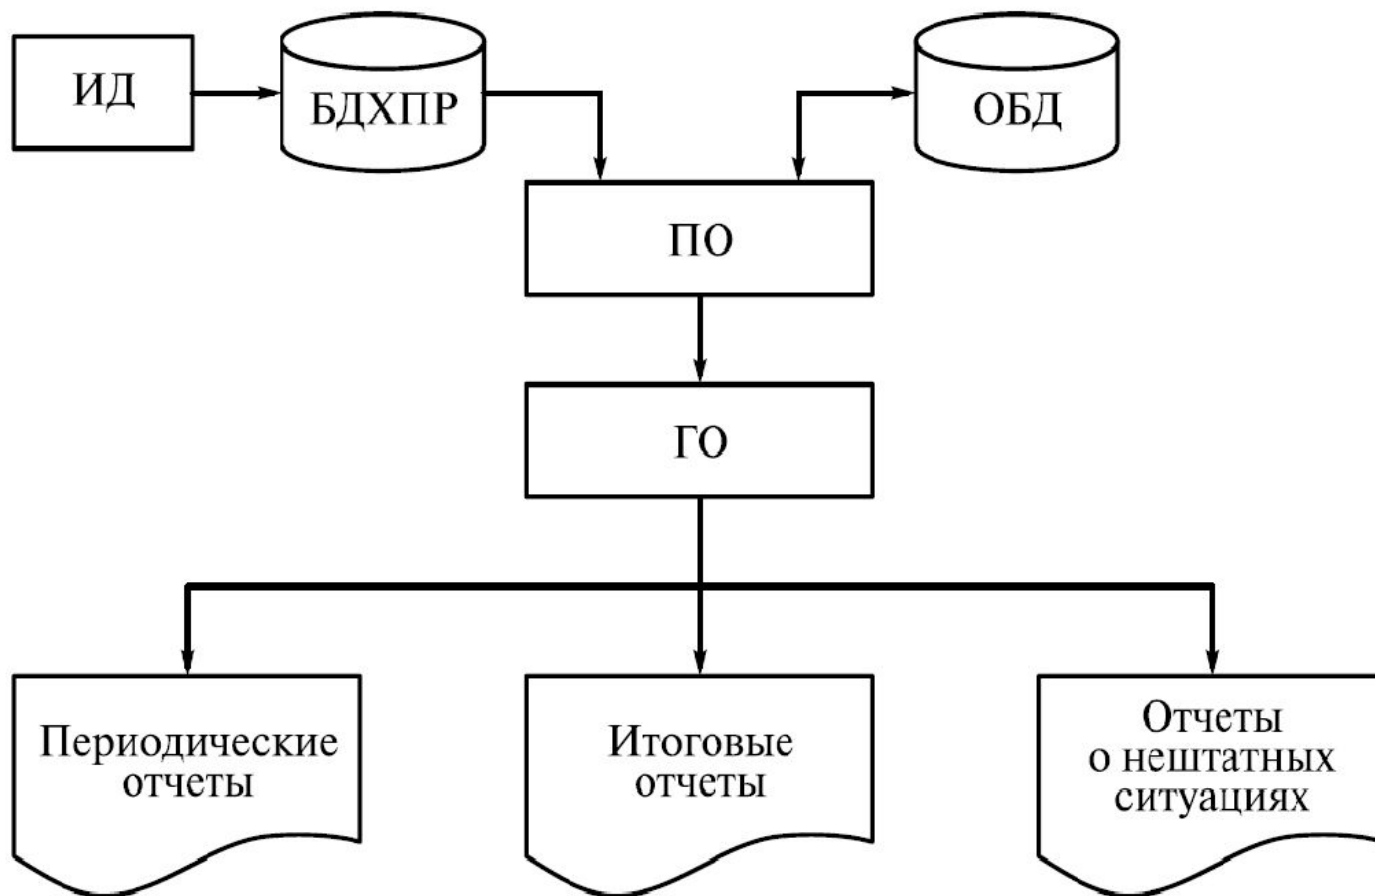 ИД
БДХПР
ОБД
ПО
ГО
Периодические
отчеты
Итоговые
отчеты
Отчеты
о нештатных
ситуациях